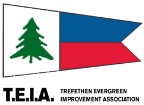 T.E.I.A.
TREFETHEN EVERGREEN
IMPROVEMENT ASSOCIATION